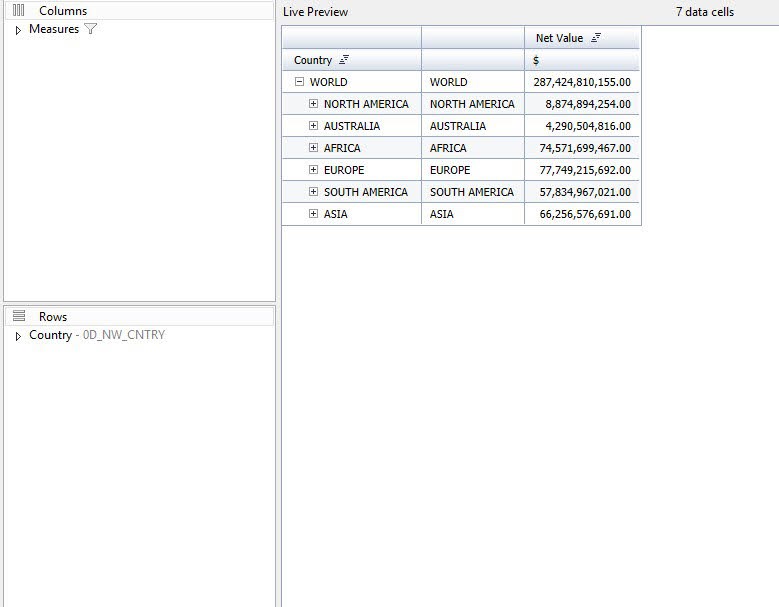 Columns
Measures
Rows
Country - 0D_NW_CNTRY
Live Preview 7 data cells
Net Value
Country $
WORLD WORLD 287,424,810,155.00
NORTH AMERICA NORTH AMERICA 8,874,894,254.00
AUSTRALIA AUSTRALIA 4,290,504,816.00
AFRICA AFRICA 74,571,699,467.00
EUROPE EUROPE 77,749,215,692.00
SOUTH AMERICA SOUTH AMERICA 57,834,967,021.00
ASIA ASIA 66,256,576,691.00